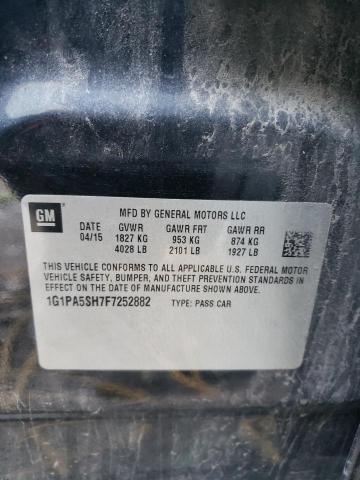 GM
MFD BY GENERAL MOTORS LLC
DATE GVWR GAWR FRT GAWR RR
04/15 1827 KG 953 KG 874 KG
4028 LB 2101 LB 1927 LB
THIS VEHICLE CONFORMS TO ALL APPLICABLE U.S. FEDERAL MOTOR
VEHICLE SAFETY, BUMPER, AND THEFT PREVENTION STANDARDS IN
EFFECT ON THE DATE OF MANUFACTURE SHOWN ABOVE.
1G1PA5SH7F7252882 TYPE: PASS CAR